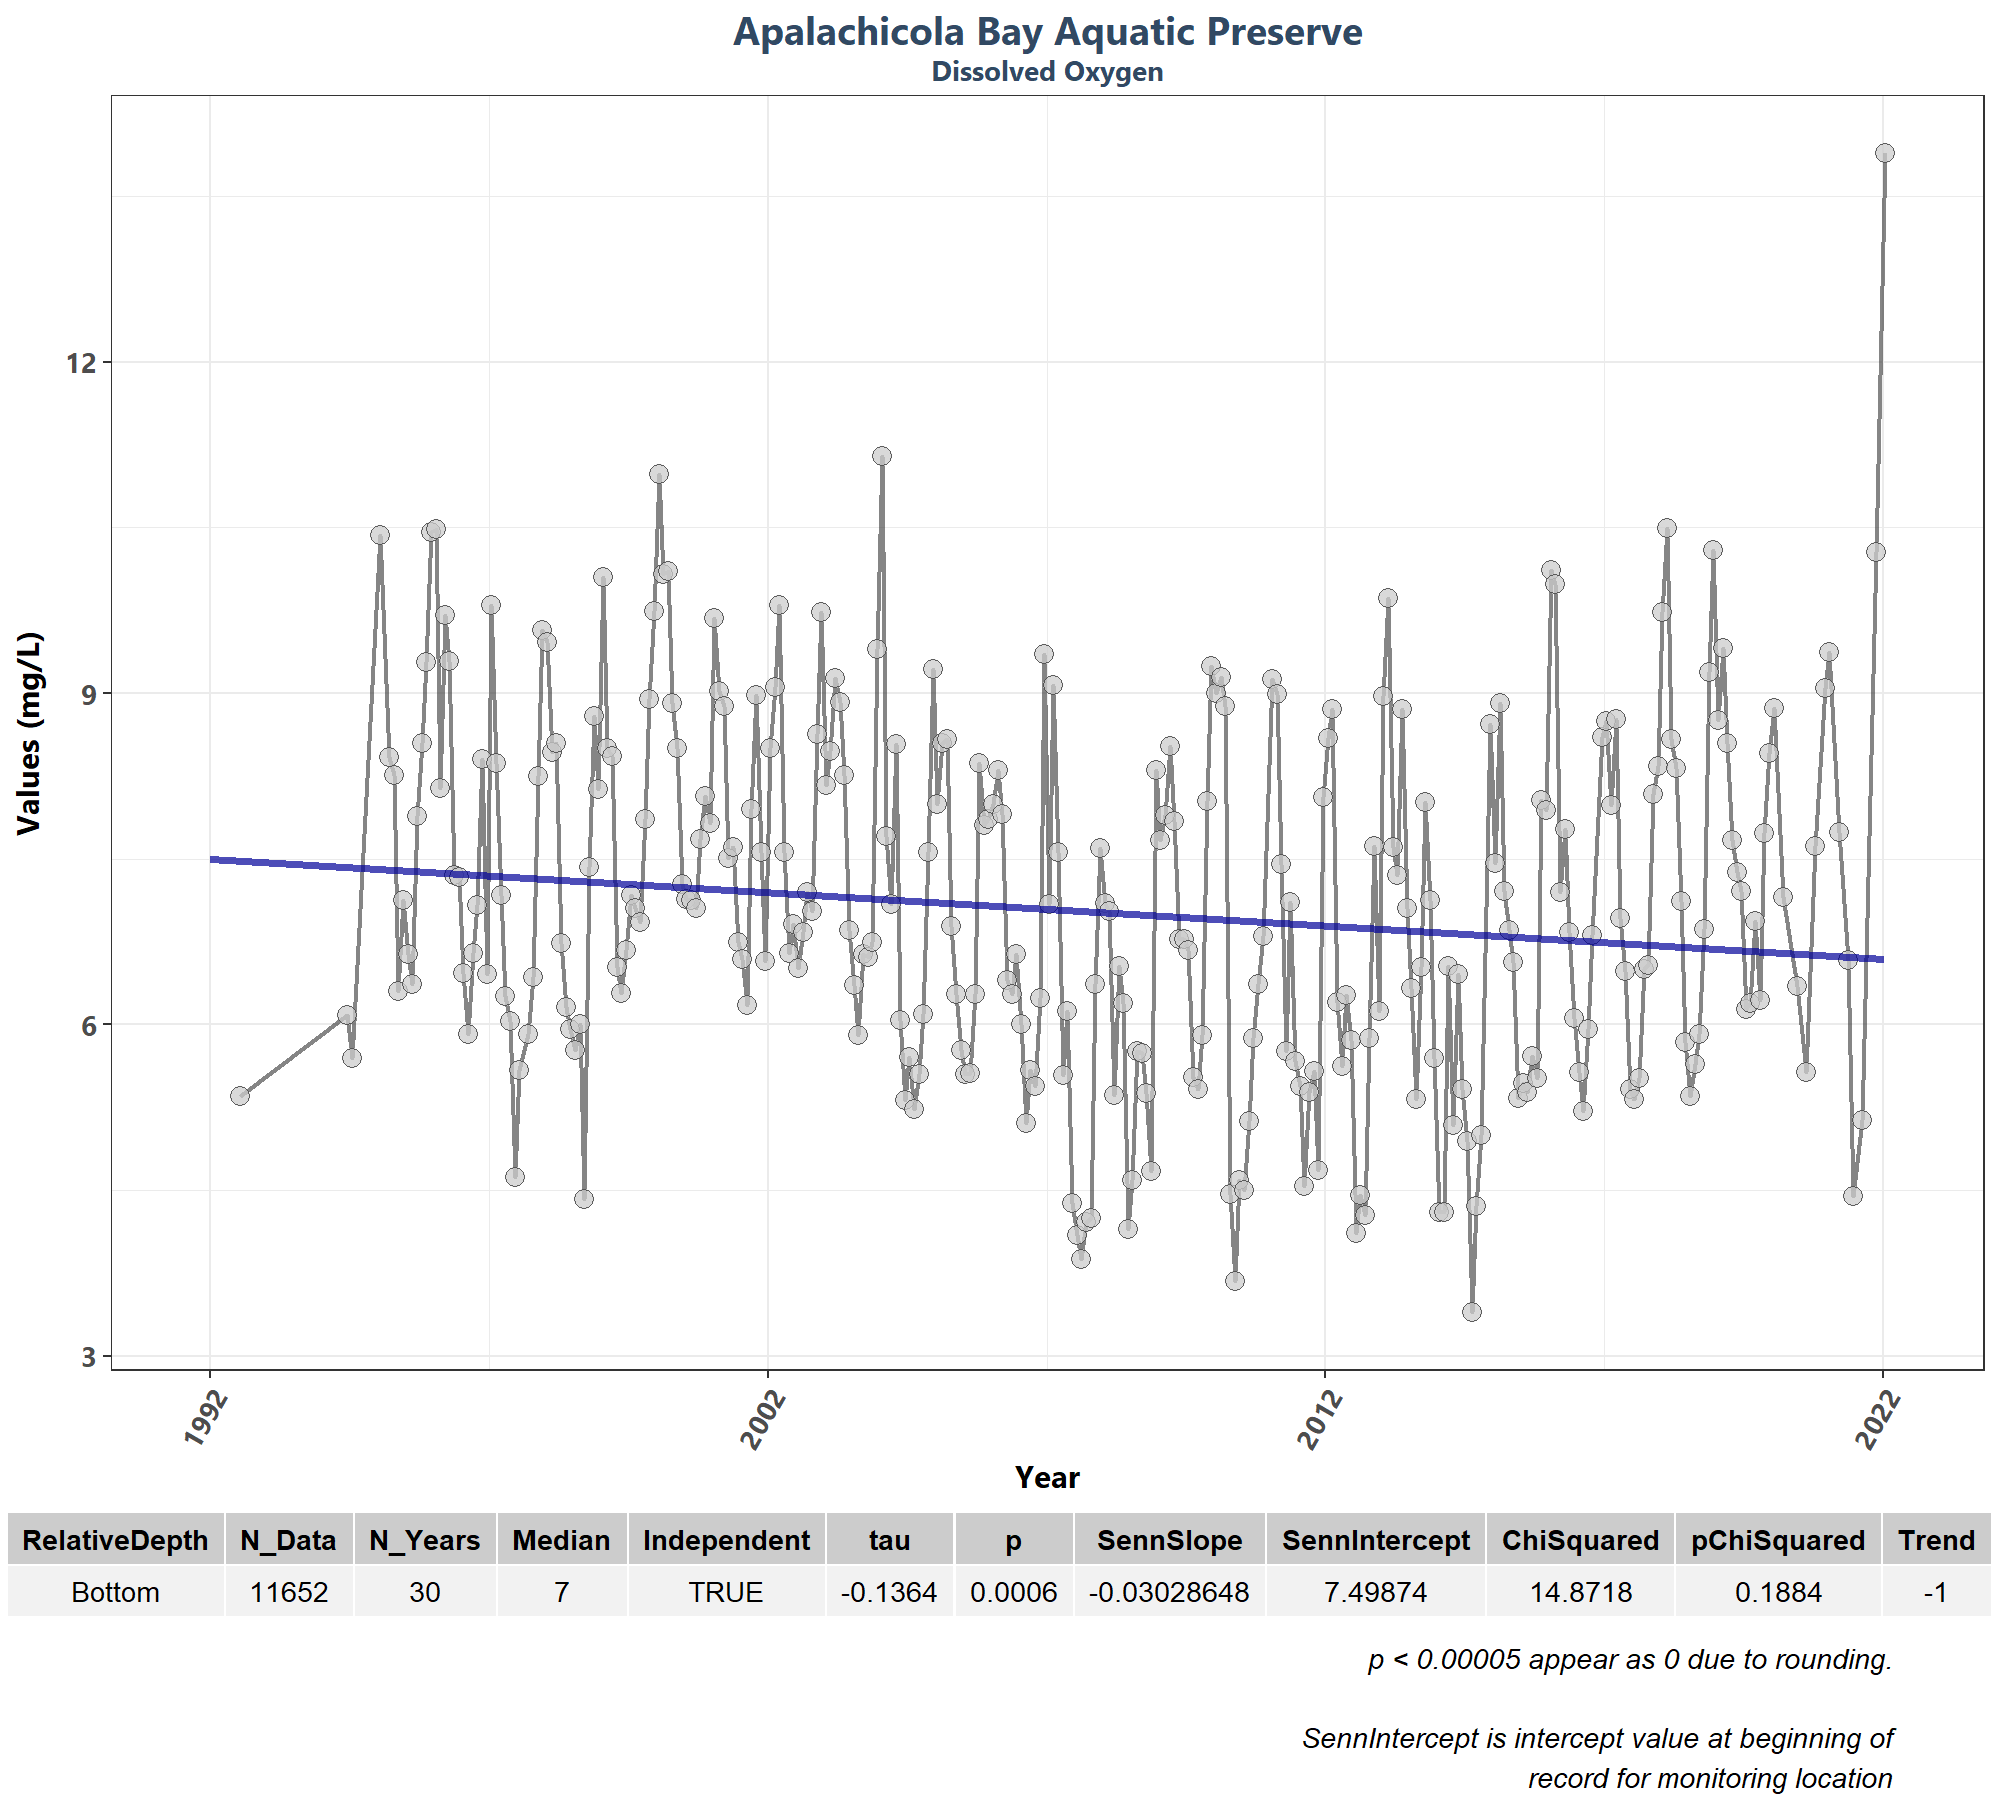 Apalachicola Bay Aquatic Preserve
Dissolved Oxygen
Values (mg/L)
12
9
6
3
1992
2002
2012
2022
Year
RelativeDepth N_Data N_Years Median Independent tau p SennSlope SennIntercept ChiSquared pChiSquared Trend
Bottom 11652 30 7 TRUE -0.1364 0.0006 -0.03028648 7.49874 14.8718 0.1884 -1
p < 0.00005 appear as 0 due to rounding.
SennIntercept is intercept value at beginning of
record for monitoring location